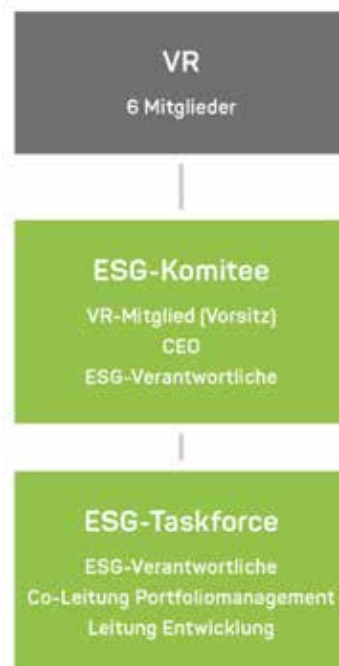 VR
6 Mitglieder
ESG-Komitee
VR-Mitglied (Vorsitz)
CEO
ESG-Verantwortliche
ESG-Taskforce
ESG-Verantwortliche
Co-Leitung Portfoliomanagement
Leitung Entwicklung